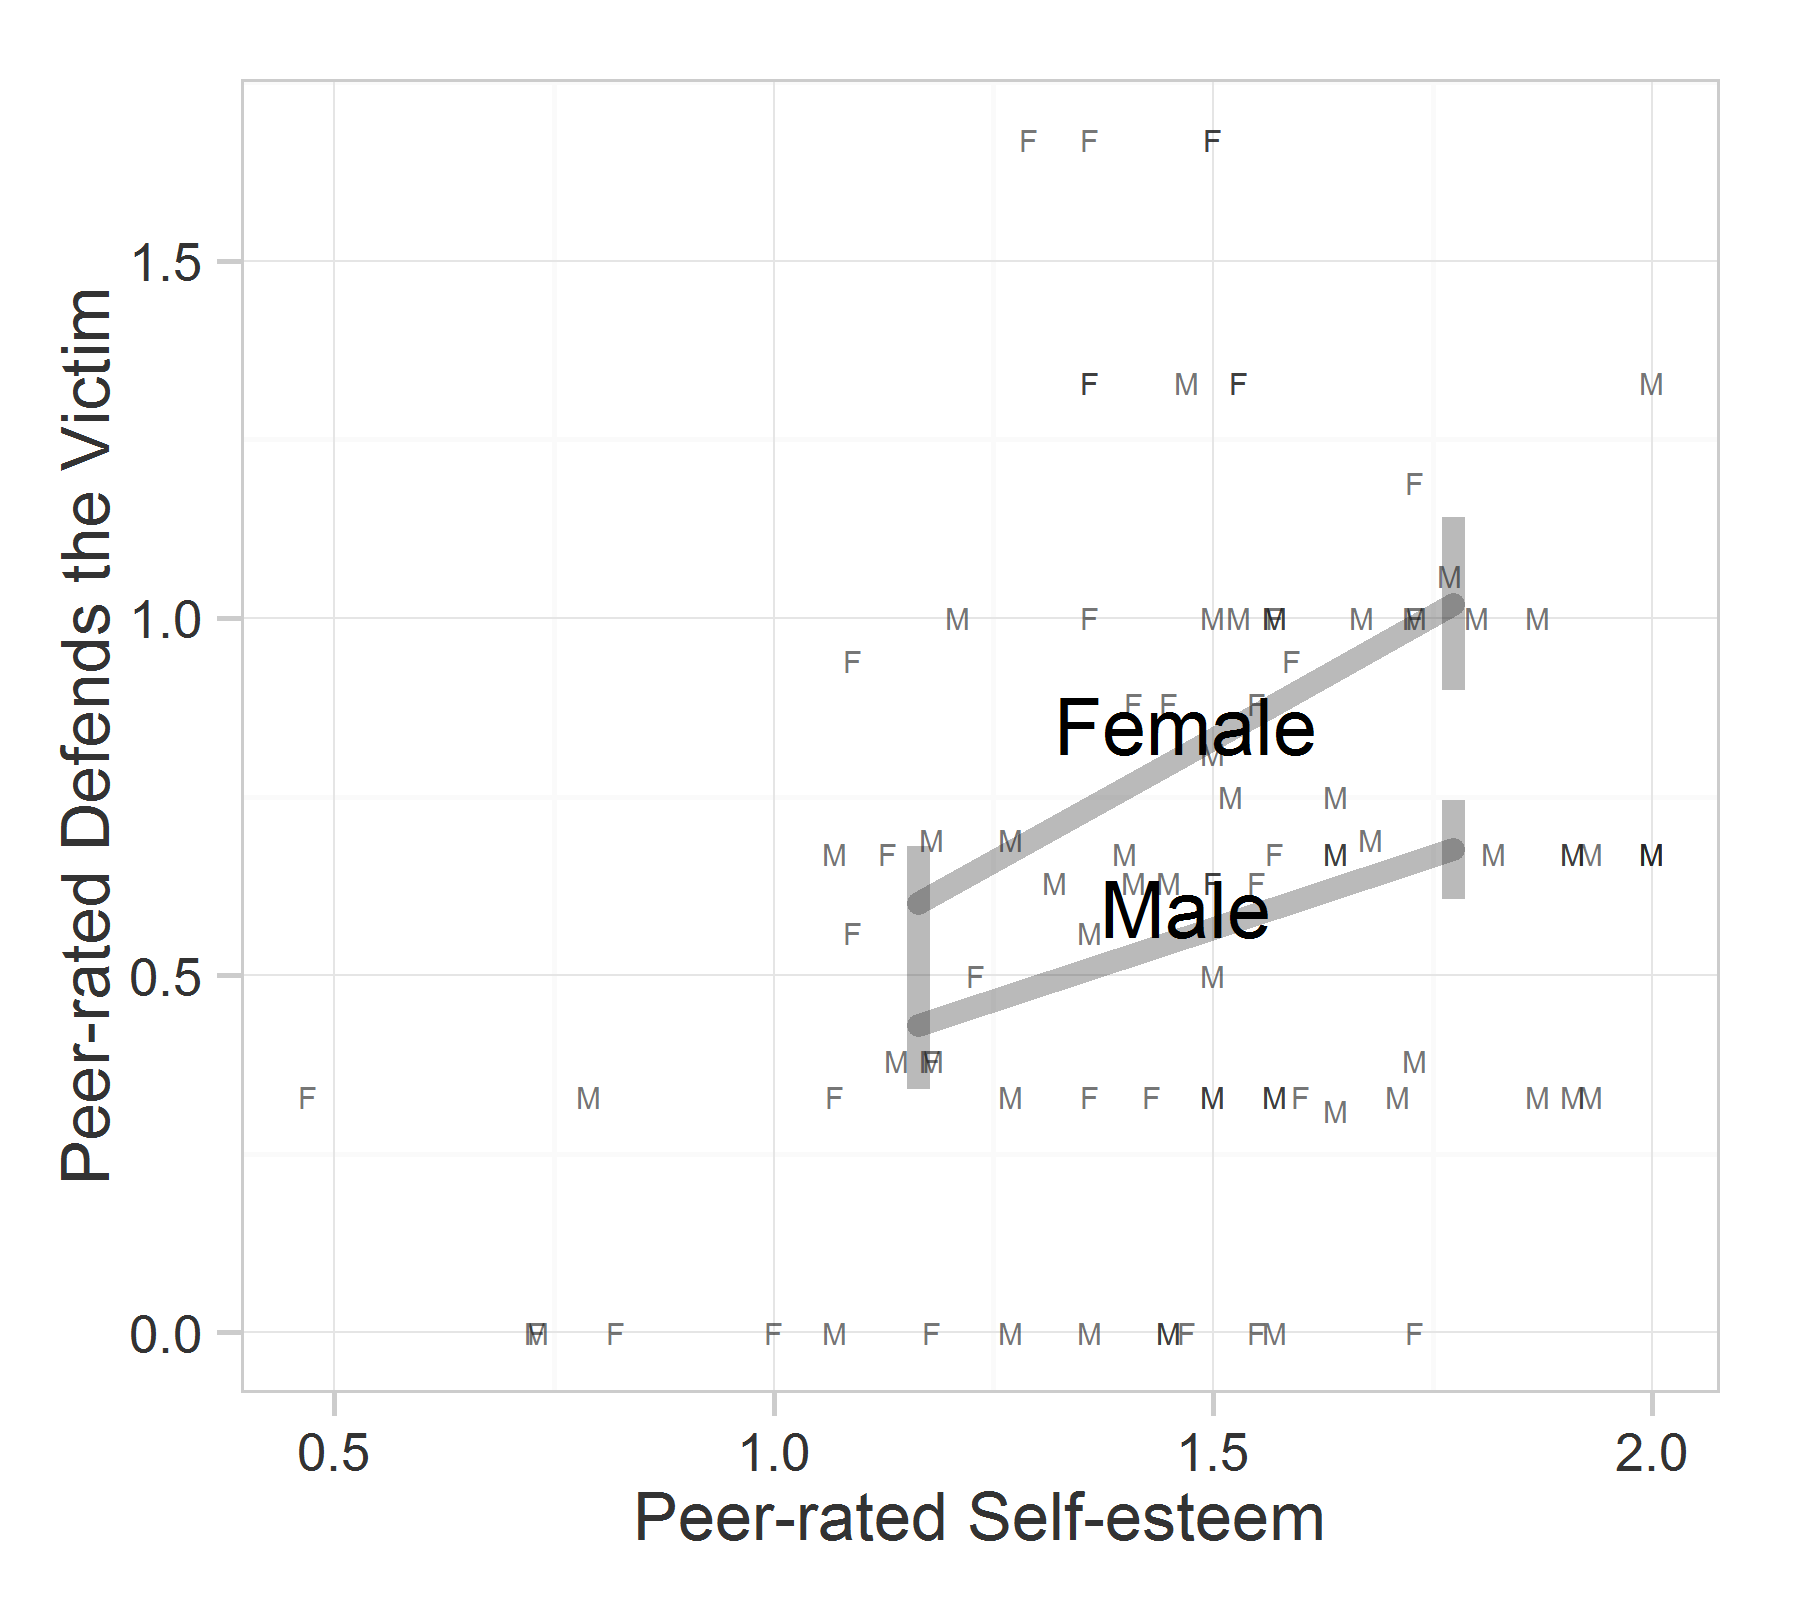 F F F
1.5
F M F M
F
M
1.0
M F M M M M M M M
F F
F F F
Female
M
M M
M M M
M F M F M M M M M
M M M F
Male
F M
0.5
F M
M M M
F M F M F F M M F M M M M
M
0.0
M F F M F M M M F F M F
0.5 1.0 1.5 2.0
Peer-rated Self-esteem
Peer-rated Defends the Victim